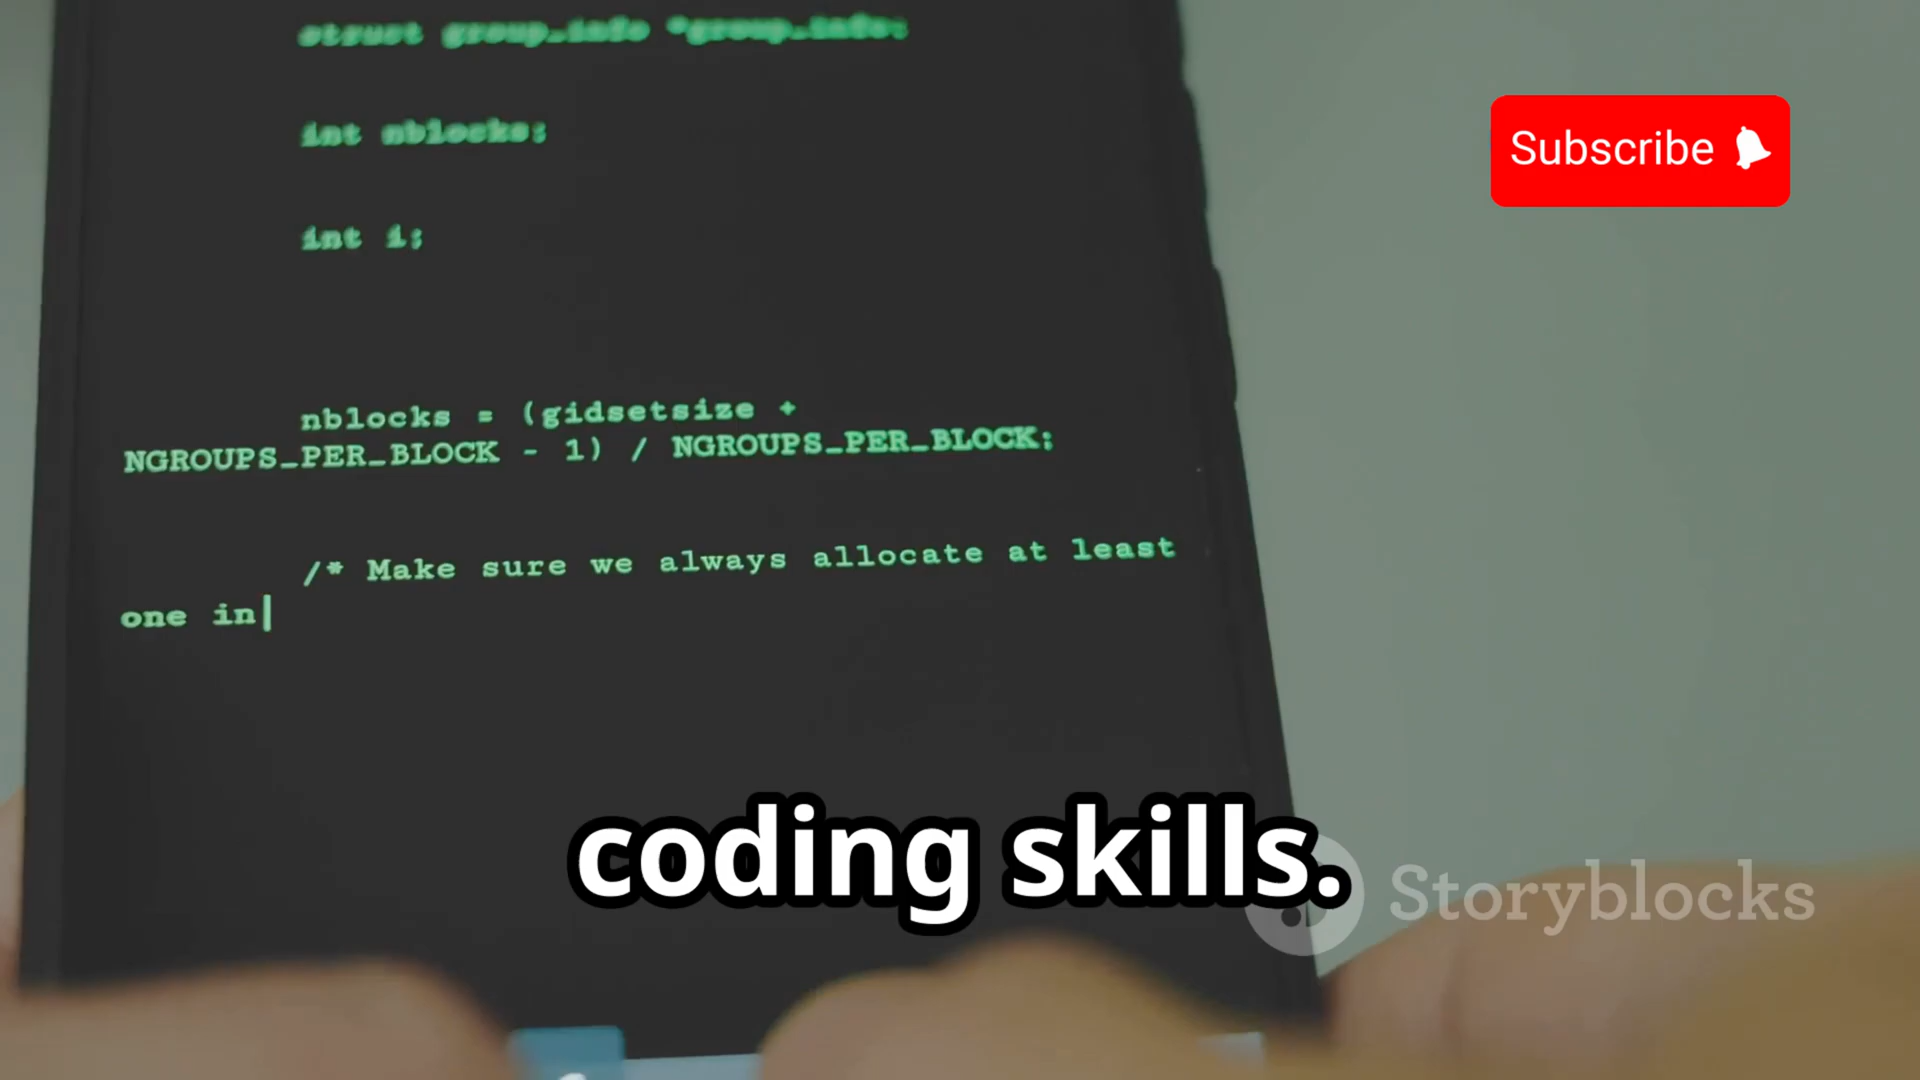 struct group_info *group_info;
int nblocks;
int i;
nblocks = (gidsetsize +
NGROUPS_PER_BLOCK - 1) / NGROUPS_PER_BLOCK;
/* Make sure we always allocate at least
one in
Subscribe
coding skills.
Storyblocks